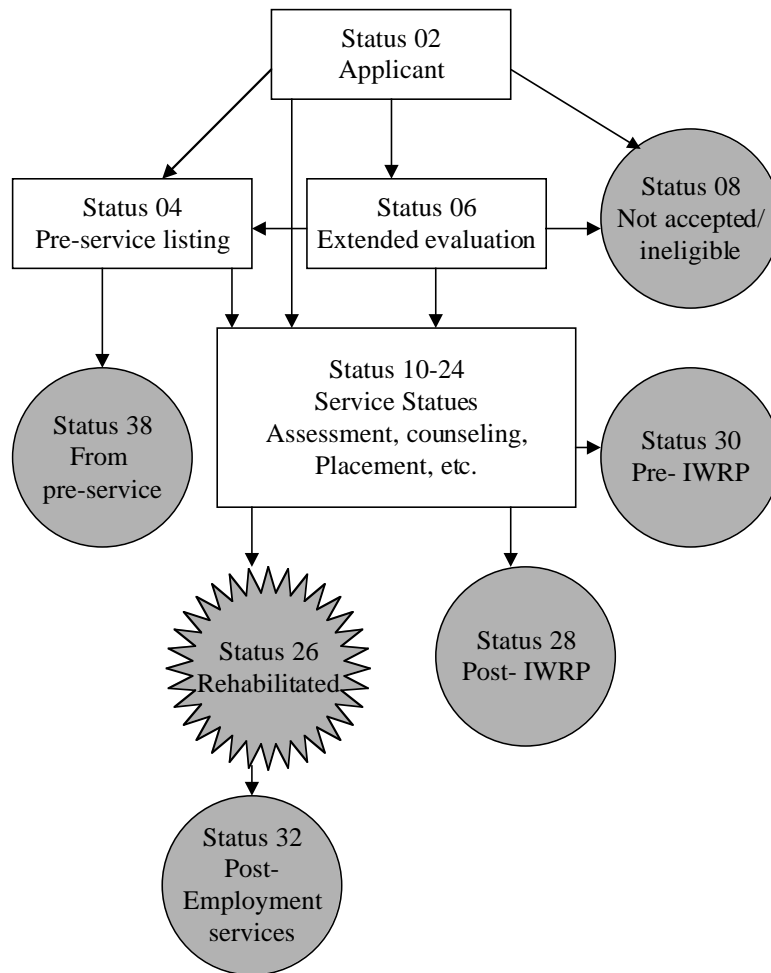 Status 02
Applicant
Status 04
Pre-service listing
Status 06
Extended evaluation
Status 08
Not accepted/
ineligible
Status 10-24
Service Statues
Assessment, counseling,
Placement, etc.
Status 38
From
pre-service
Status 30
Pre- IWRP
Status 26
Rehabilitated
Status 28
Post- IWRP
Status 32
Post-
Employment
services